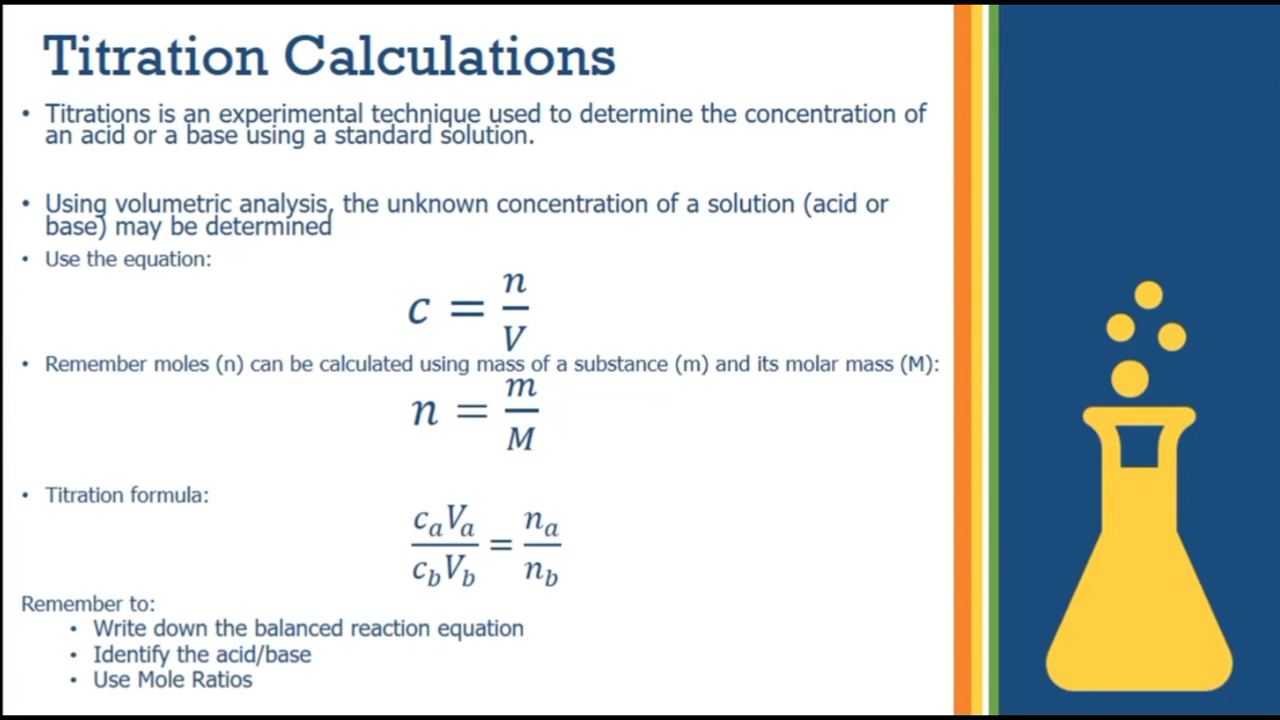 Titration Calculations
• Titrations is an experimental technique used to determine the concentration of
an acid or a base using a standard solution.
• Using volumetric analysis, the unknown concentration of a solution (acid or
base) may be determined
• Use the equation:
c = n/V
• Remember moles (n) can be calculated using mass of a substance (m) and its molar mass (M):
n = m/M
• Titration formula:
cₐVₐ/c_bV_b = nₐ/n_b
Remember to:
• Write down the balanced reaction equation
• Identify the acid/base
• Use Mole Ratios